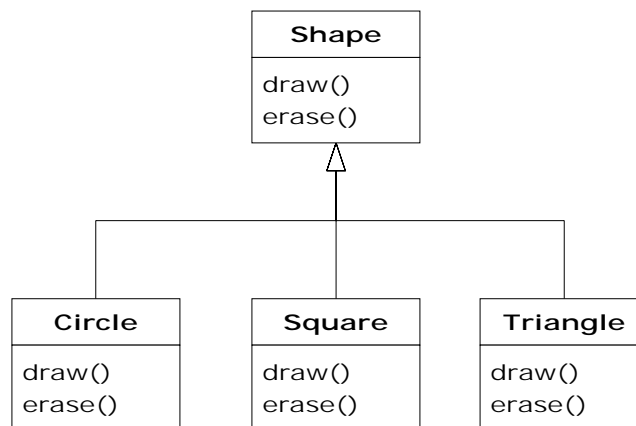 Shape
draw()
erase()
Circle
draw()
erase()
Square
draw()
erase()
Triangle
draw()
erase()